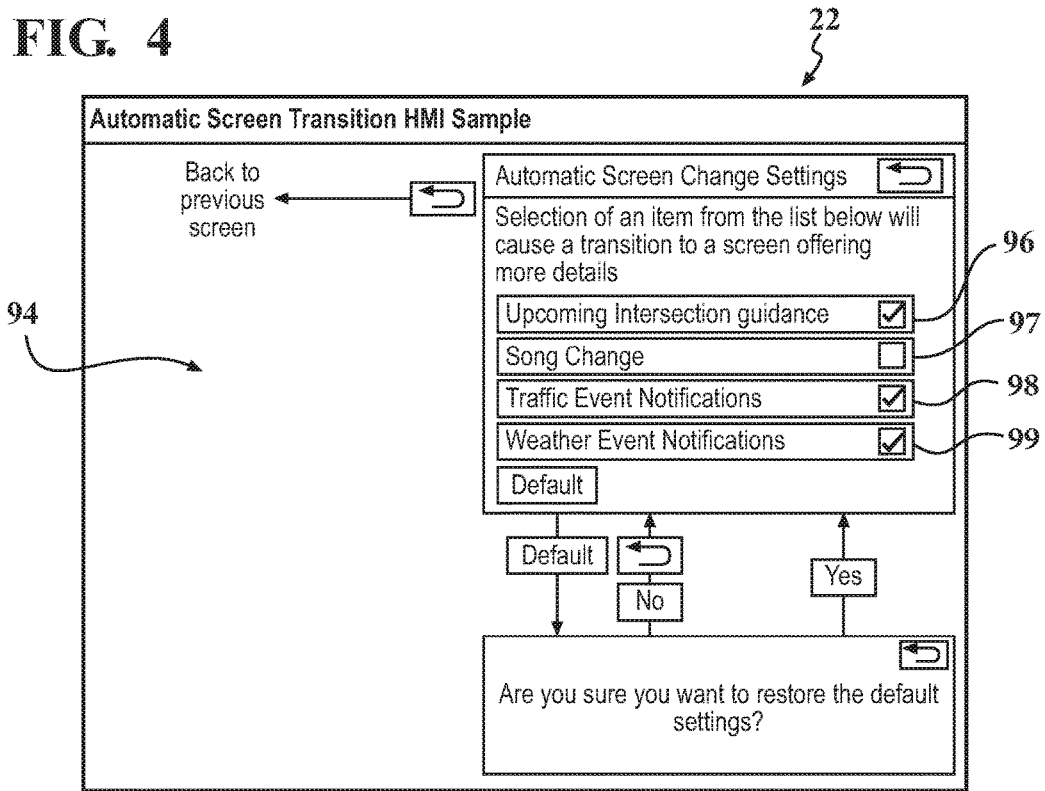 FIG. 4
22
Automatic Screen Transition HMI Sample
Back to
previous
screen
Automatic Screen Change Settings
Selection of an item from the list below will
cause a transition to a screen offering
more details
96
Upcoming Intersection guidance
97
Song Change
94
98
Traffic Event Notifications
Weather Event Notifications
99
Default
Default
No
Yes
Are you sure you want to restore the default
settings?